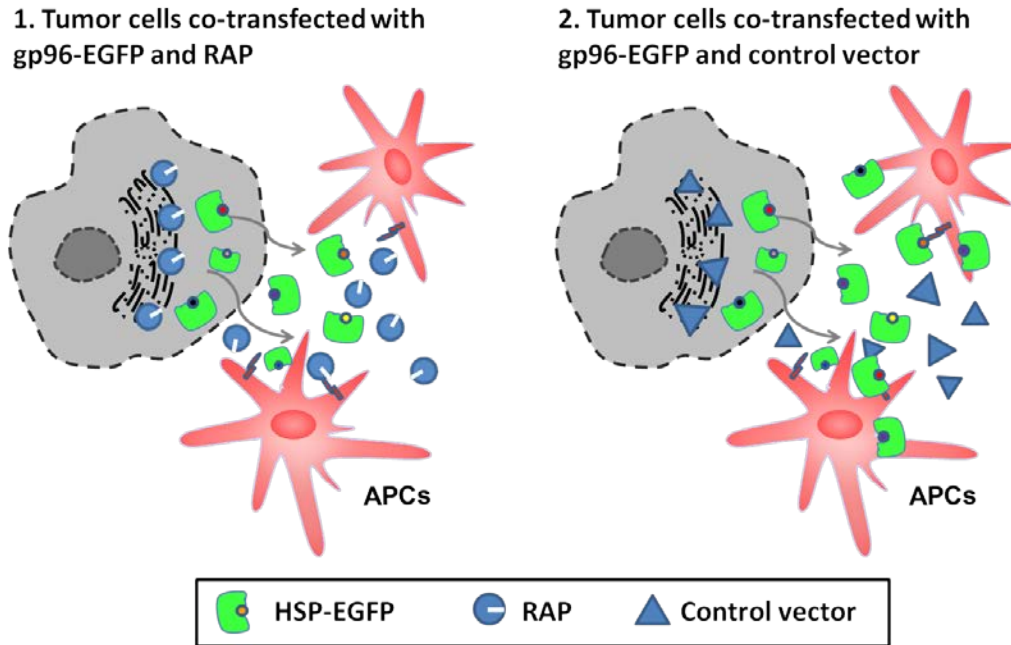 1. Tumor cells co-transfected with
gp96-EGFP and RAP
2. Tumor cells co-transfected with
gp96-EGFP and control vector
APCs
APCs
HSP-EGFP
RAP
Control vector